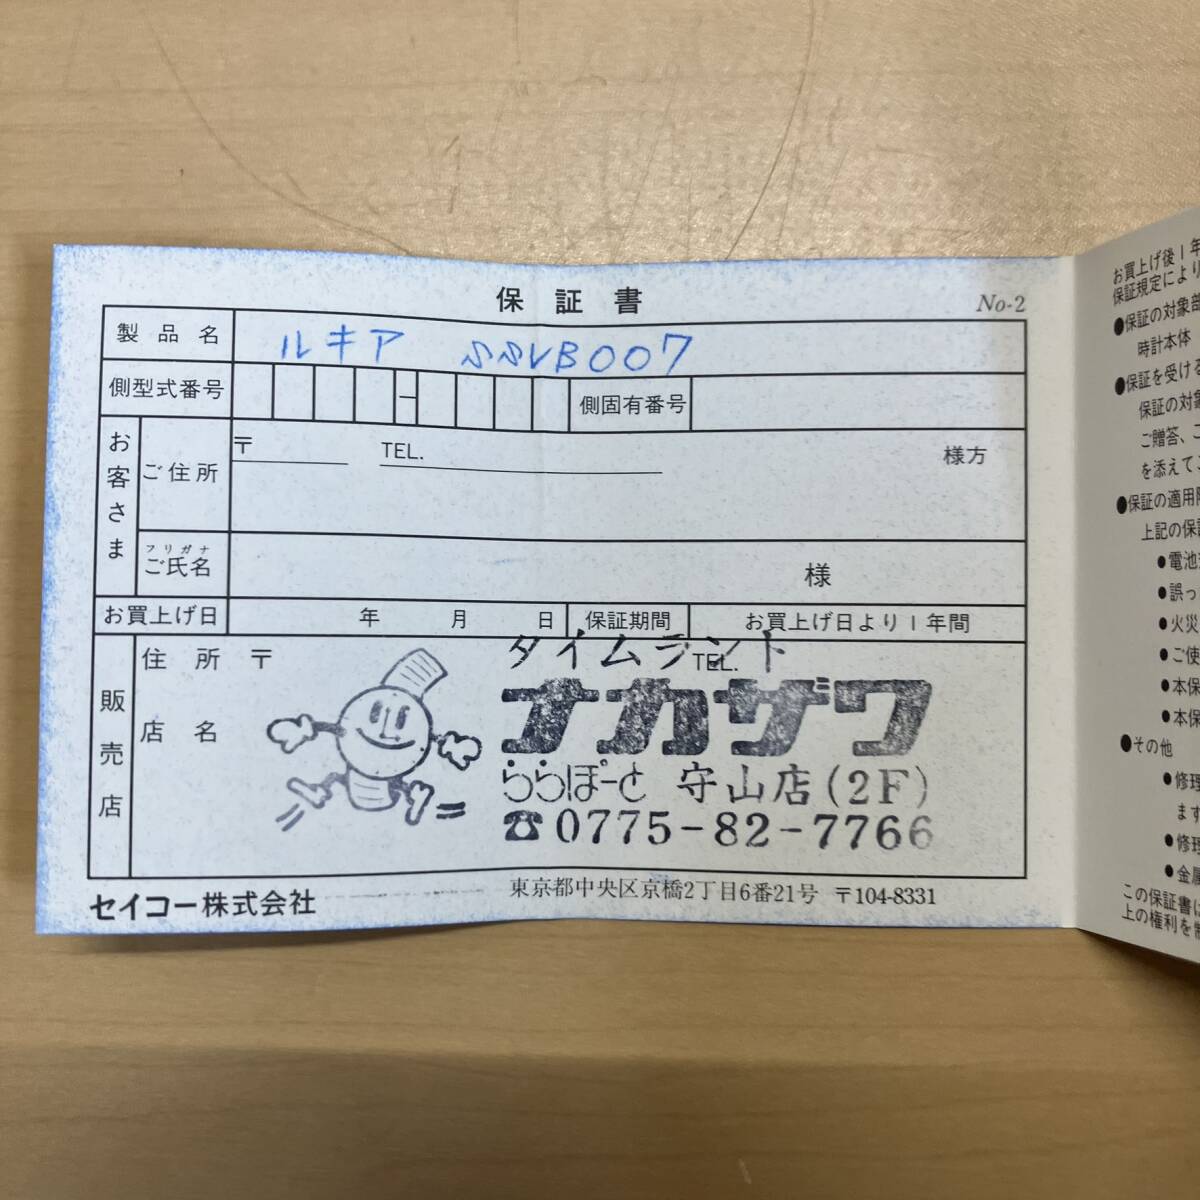 保証書
No-2
製品名 ルキア SSVB007
側型式番号 － 側固有番号
お客さま
ご住所 〒 TEL. 様方
フリガナ
ご氏名 様
お買上げ日 年 月 日 保証期間 お買上げ日より1年間
販売店
住所 〒 TEL.
店名
タイムランド
ナカザワ
ららぽーと 守山店(2F)
☎0775-82-7766
セイコー株式会社 東京都中央区京橋2丁目6番21号 〒104-8331
お買上げ後1年
保証規定により
●保証の対象部
時計本体
●保証を受ける
保証の対象
ご贈答、こ
を添えてこ
●保証の適用
上記の保証
●電池
●誤っ
●火災
●ご使
●本保
●本保
●その他
●修理
ます
●修理
●金属
この保証書は
上の権利を制